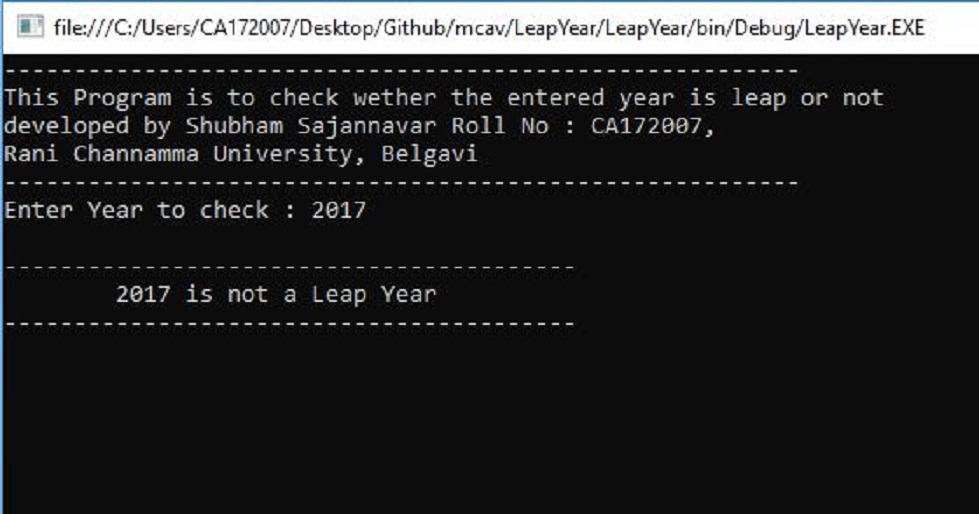 file:///C:/Users/CA172007/Desktop/Github/mcav/LeapYear/LeapYear/bin/Debug/LeapYear.EXE
---------------------------------------------------------
This Program is to check wether the entered year is leap or not
developed by Shubham Sajannavar Roll No : CA172007,
Rani Channamma University, Belgavi
---------------------------------------------------------
Enter Year to check : 2017
-----------------------------------------
2017 is not a Leap Year
-----------------------------------------